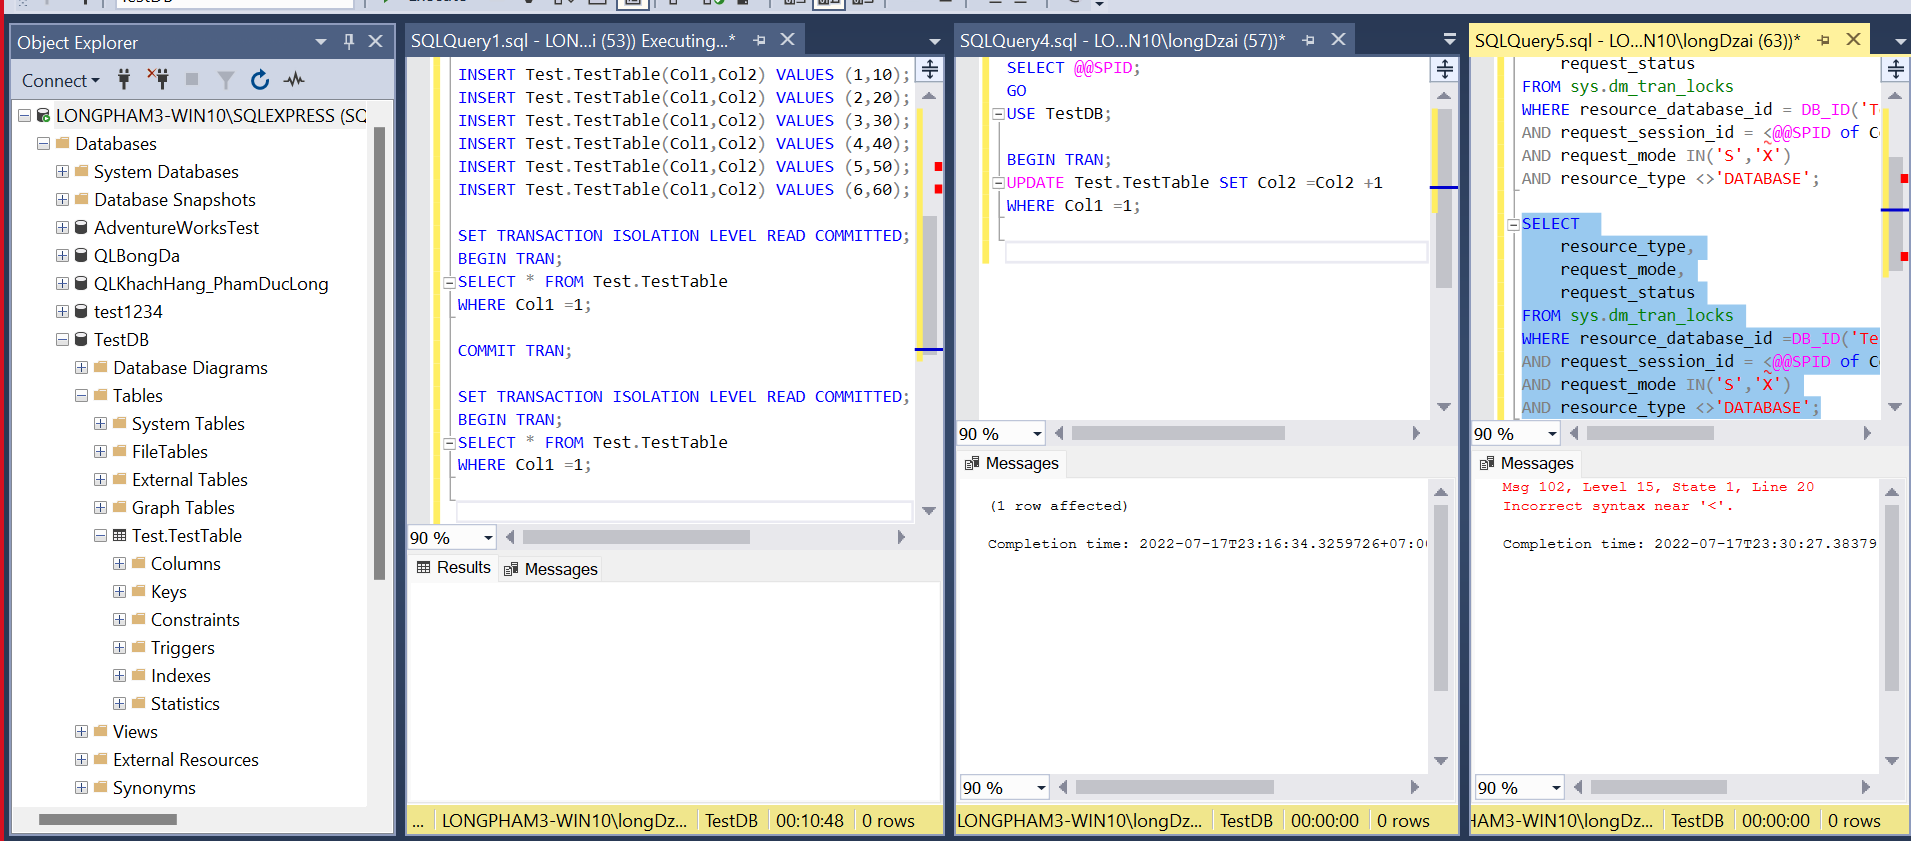 Object Explorer
Connect
LONGPHAM3-WIN10\SQLEXPRESS (SQ
Databases
System Databases
Database Snapshots
AdventureWorksTest
QLBongDa
QLKhachHang_PhamDucLong
test1234
TestDB
Database Diagrams
Tables
System Tables
FileTables
External Tables
Graph Tables
Test.TestTable
Columns
Keys
Constraints
Triggers
Indexes
Statistics
Views
External Resources
Synonyms
SQLQuery1.sql - LON...i (53)) Executing...*
INSERT Test.TestTable(Col1,Col2) VALUES (1,10);
INSERT Test.TestTable(Col1,Col2) VALUES (2,20);
INSERT Test.TestTable(Col1,Col2) VALUES (3,30);
INSERT Test.TestTable(Col1,Col2) VALUES (4,40);
INSERT Test.TestTable(Col1,Col2) VALUES (5,50);
INSERT Test.TestTable(Col1,Col2) VALUES (6,60);
SET TRANSACTION ISOLATION LEVEL READ COMMITTED;
BEGIN TRAN;
SELECT * FROM Test.TestTable
WHERE Col1 =1;
COMMIT TRAN;
SET TRANSACTION ISOLATION LEVEL READ COMMITTED;
BEGIN TRAN;
SELECT * FROM Test.TestTable
WHERE Col1 =1;
90 %
Results Messages
... LONGPHAM3-WIN10\longDz... TestDB 00:10:48 0 rows
SQLQuery4.sql - LO...N10\longDzai (57))*
SELECT @@SPID;
GO
USE TestDB;
BEGIN TRAN;
UPDATE Test.TestTable SET Col2 =Col2 +1
WHERE Col1 =1;
90 %
Messages
(1 row affected)
Completion time: 2022-07-17T23:16:34.3259726+07:0
90 %
LONGPHAM3-WIN10\longDz... TestDB 00:00:00 0 rows
SQLQuery5.sql - LO...N10\longDzai (63))*
request_status
FROM sys.dm_tran_locks
WHERE resource_database_id = DB_ID('T
AND request_session_id = <@@SPID of C
AND request_mode IN('S','X')
AND resource_type <>'DATABASE';
SELECT
resource_type,
request_mode,
request_status
FROM sys.dm_tran_locks
WHERE resource_database_id =DB_ID('Te
AND request_session_id = <@@SPID of C
AND request_mode IN('S','X')
AND resource_type <>'DATABASE';
90 %
Messages
Msg 102, Level 15, State 1, Line 20
Incorrect syntax near '<'.
Completion time: 2022-07-17T23:30:27.38379
90 %
HAM3-WIN10\longDz... TestDB 00:00:00 0 rows